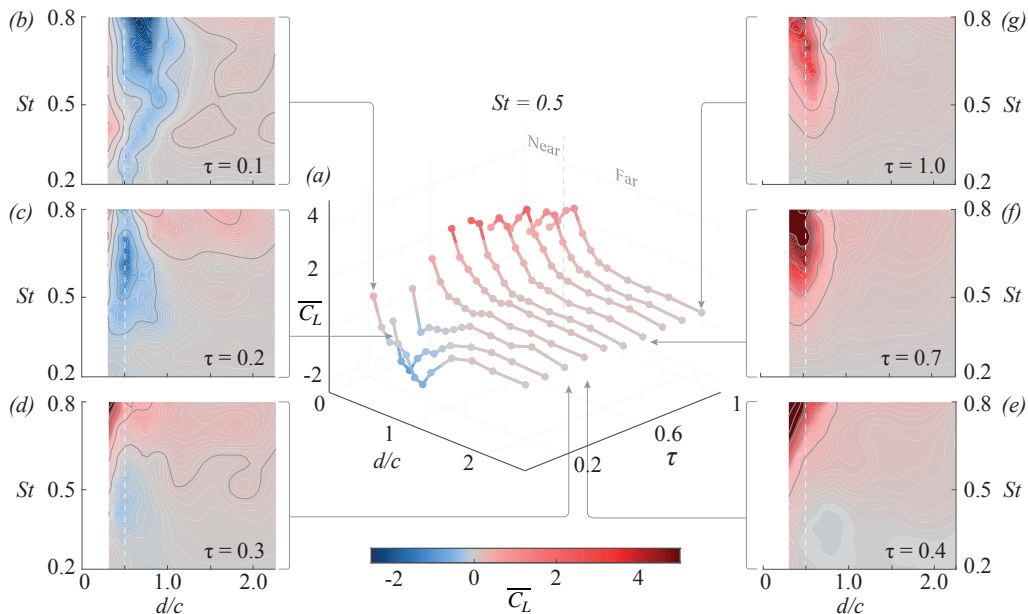 (b)
0.8
St
0.5
0.2
τ = 0.1
(c)
0.8
St
0.5
0.2
τ = 0.2
(d)
0.8
St
0.5
0.2
τ = 0.3
0
1.0
2.0
d/c
St = 0.5
(a)
Near
Far
4
2
C_L
-2
0
1
2
d/c
0.2
0.6
1
τ
-2
0
2
4
C_L
0.8
(g)
0.5
St
0.2
τ = 1.0
0.8
(f)
0.5
St
0.2
τ = 0.7
0.8
(e)
0.5
St
0.2
τ = 0.4
0
1.0
2.0
d/c